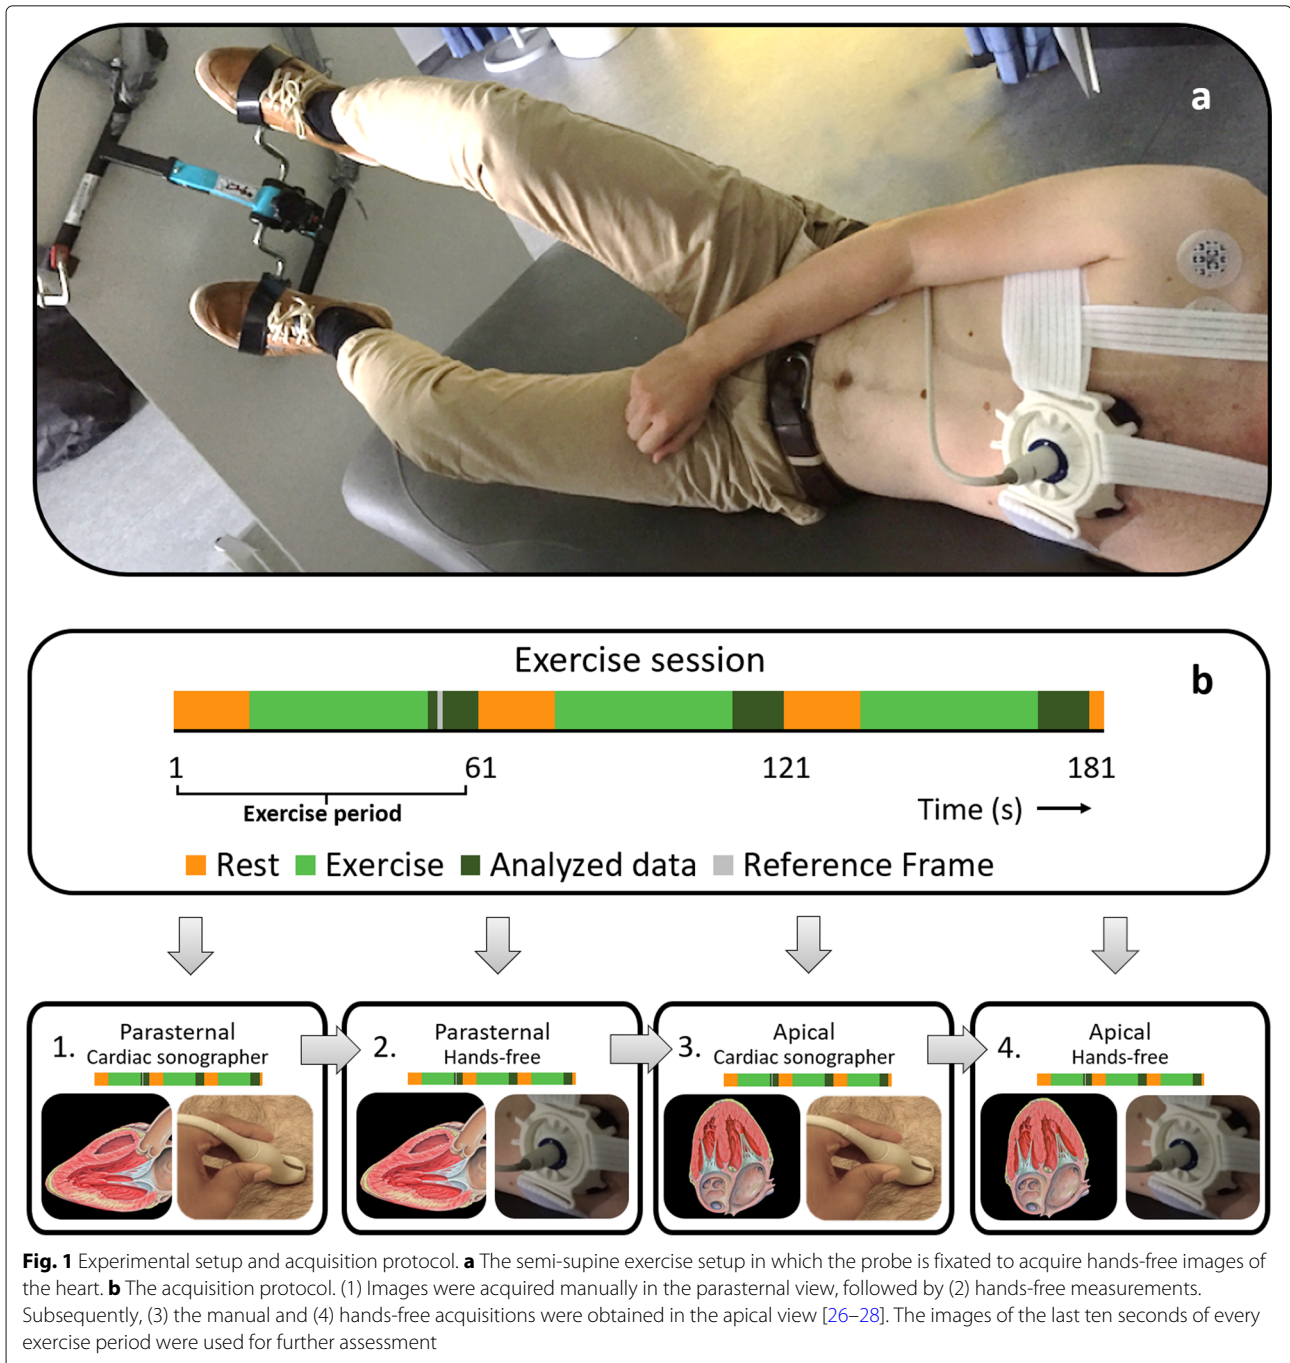 a
b
Exercise session
1 61 121 181
Exercise period
Time (s)
Rest Exercise Analyzed data Reference Frame
1. Parasternal
Cardiac sonographer
2. Parasternal
Hands-free
3. Apical
Cardiac sonographer
4. Apical
Hands-free
Fig. 1 Experimental setup and acquisition protocol. a The semi-supine exercise setup in which the probe is fixated to acquire hands-free images of
the heart. b The acquisition protocol. (1) Images were acquired manually in the parasternal view, followed by (2) hands-free measurements.
Subsequently, (3) the manual and (4) hands-free acquisitions were obtained in the apical view [26–28]. The images of the last ten seconds of every
exercise period were used for further assessment